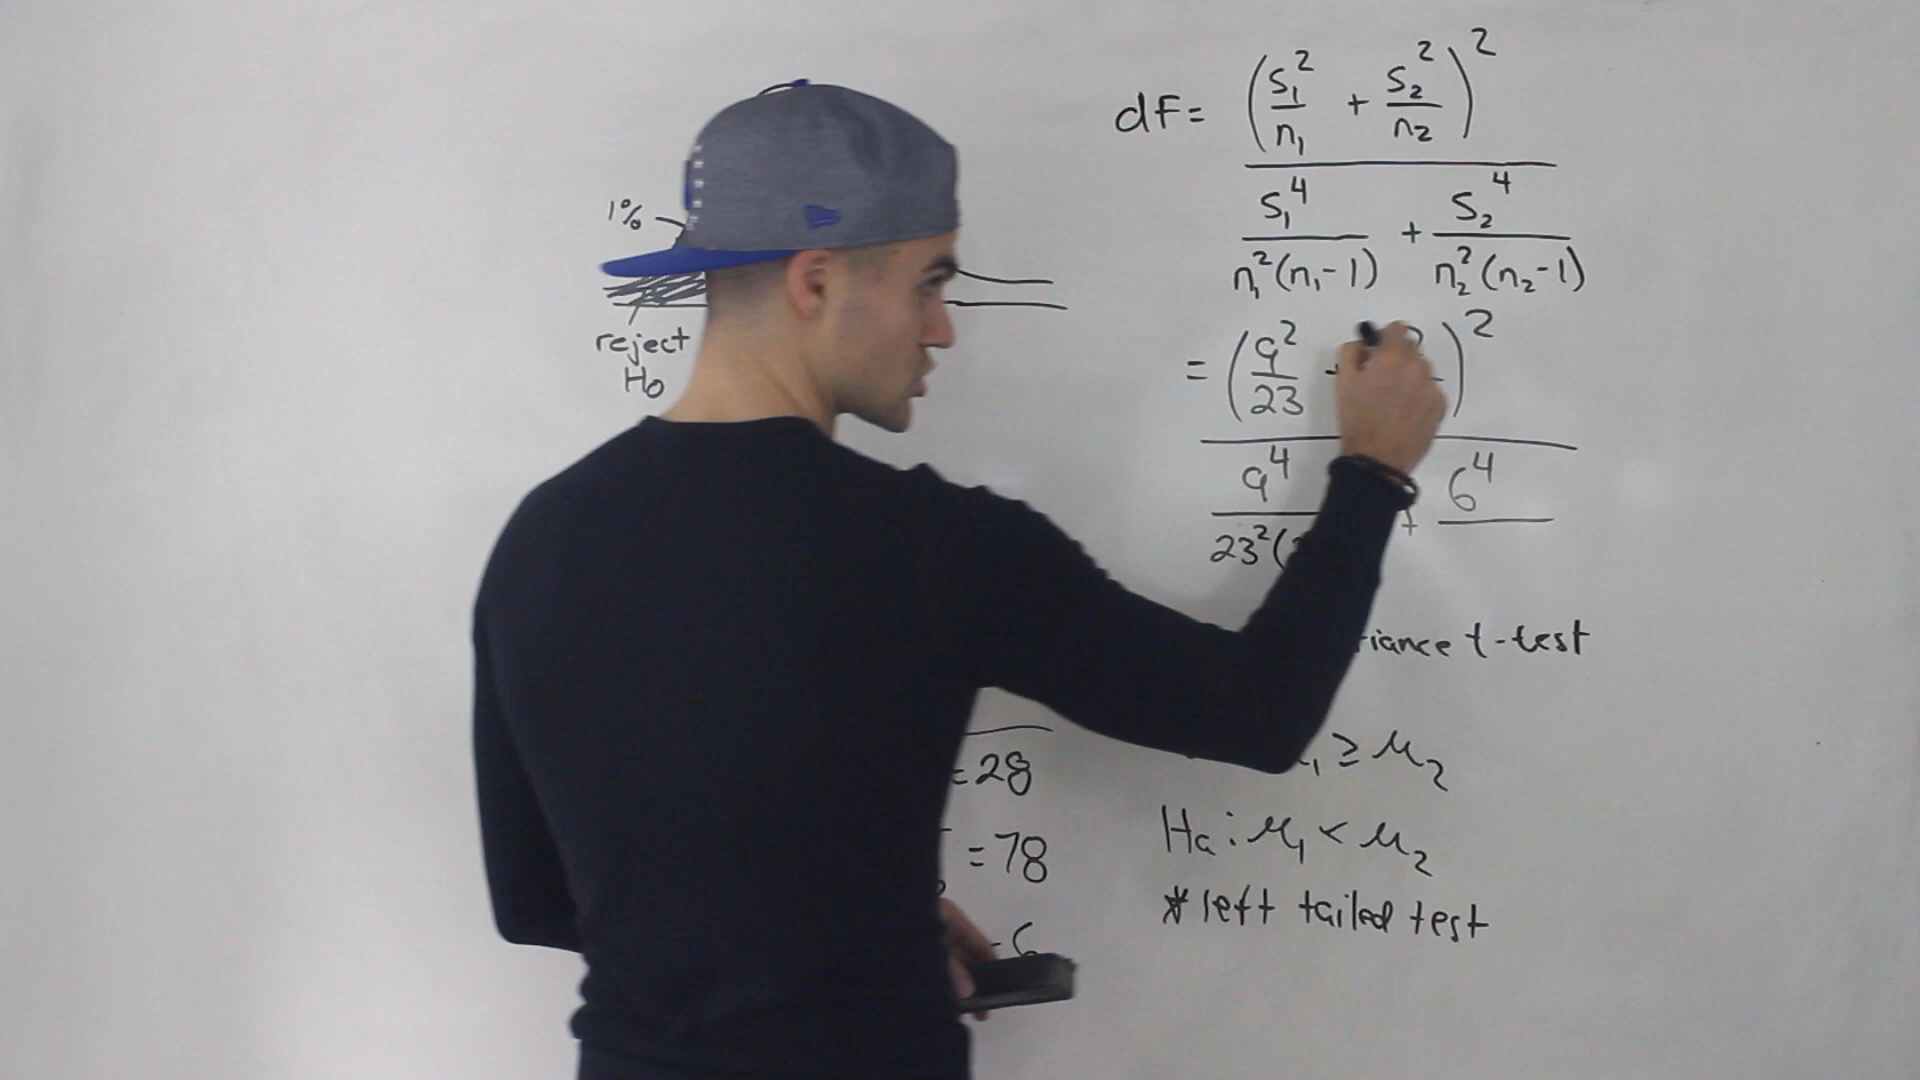 1%
reject
H0
dF= (s₁²/n₁ + s₂²/n₂)²
s₁⁴/n₁²(n₁-1) + s₂⁴/n₂²(n₂-1)
= (9²/23 )²
9⁴/23²( + 6⁴
riance t-test
=28
₁ ≥ μ₂
=78
Ha: μ₁ < μ₂
* left tailed test